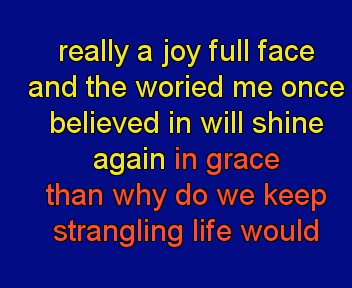 really a joy full face
and the woried me once
believed in will shine
again in grace
than why do we keep
strangling life would